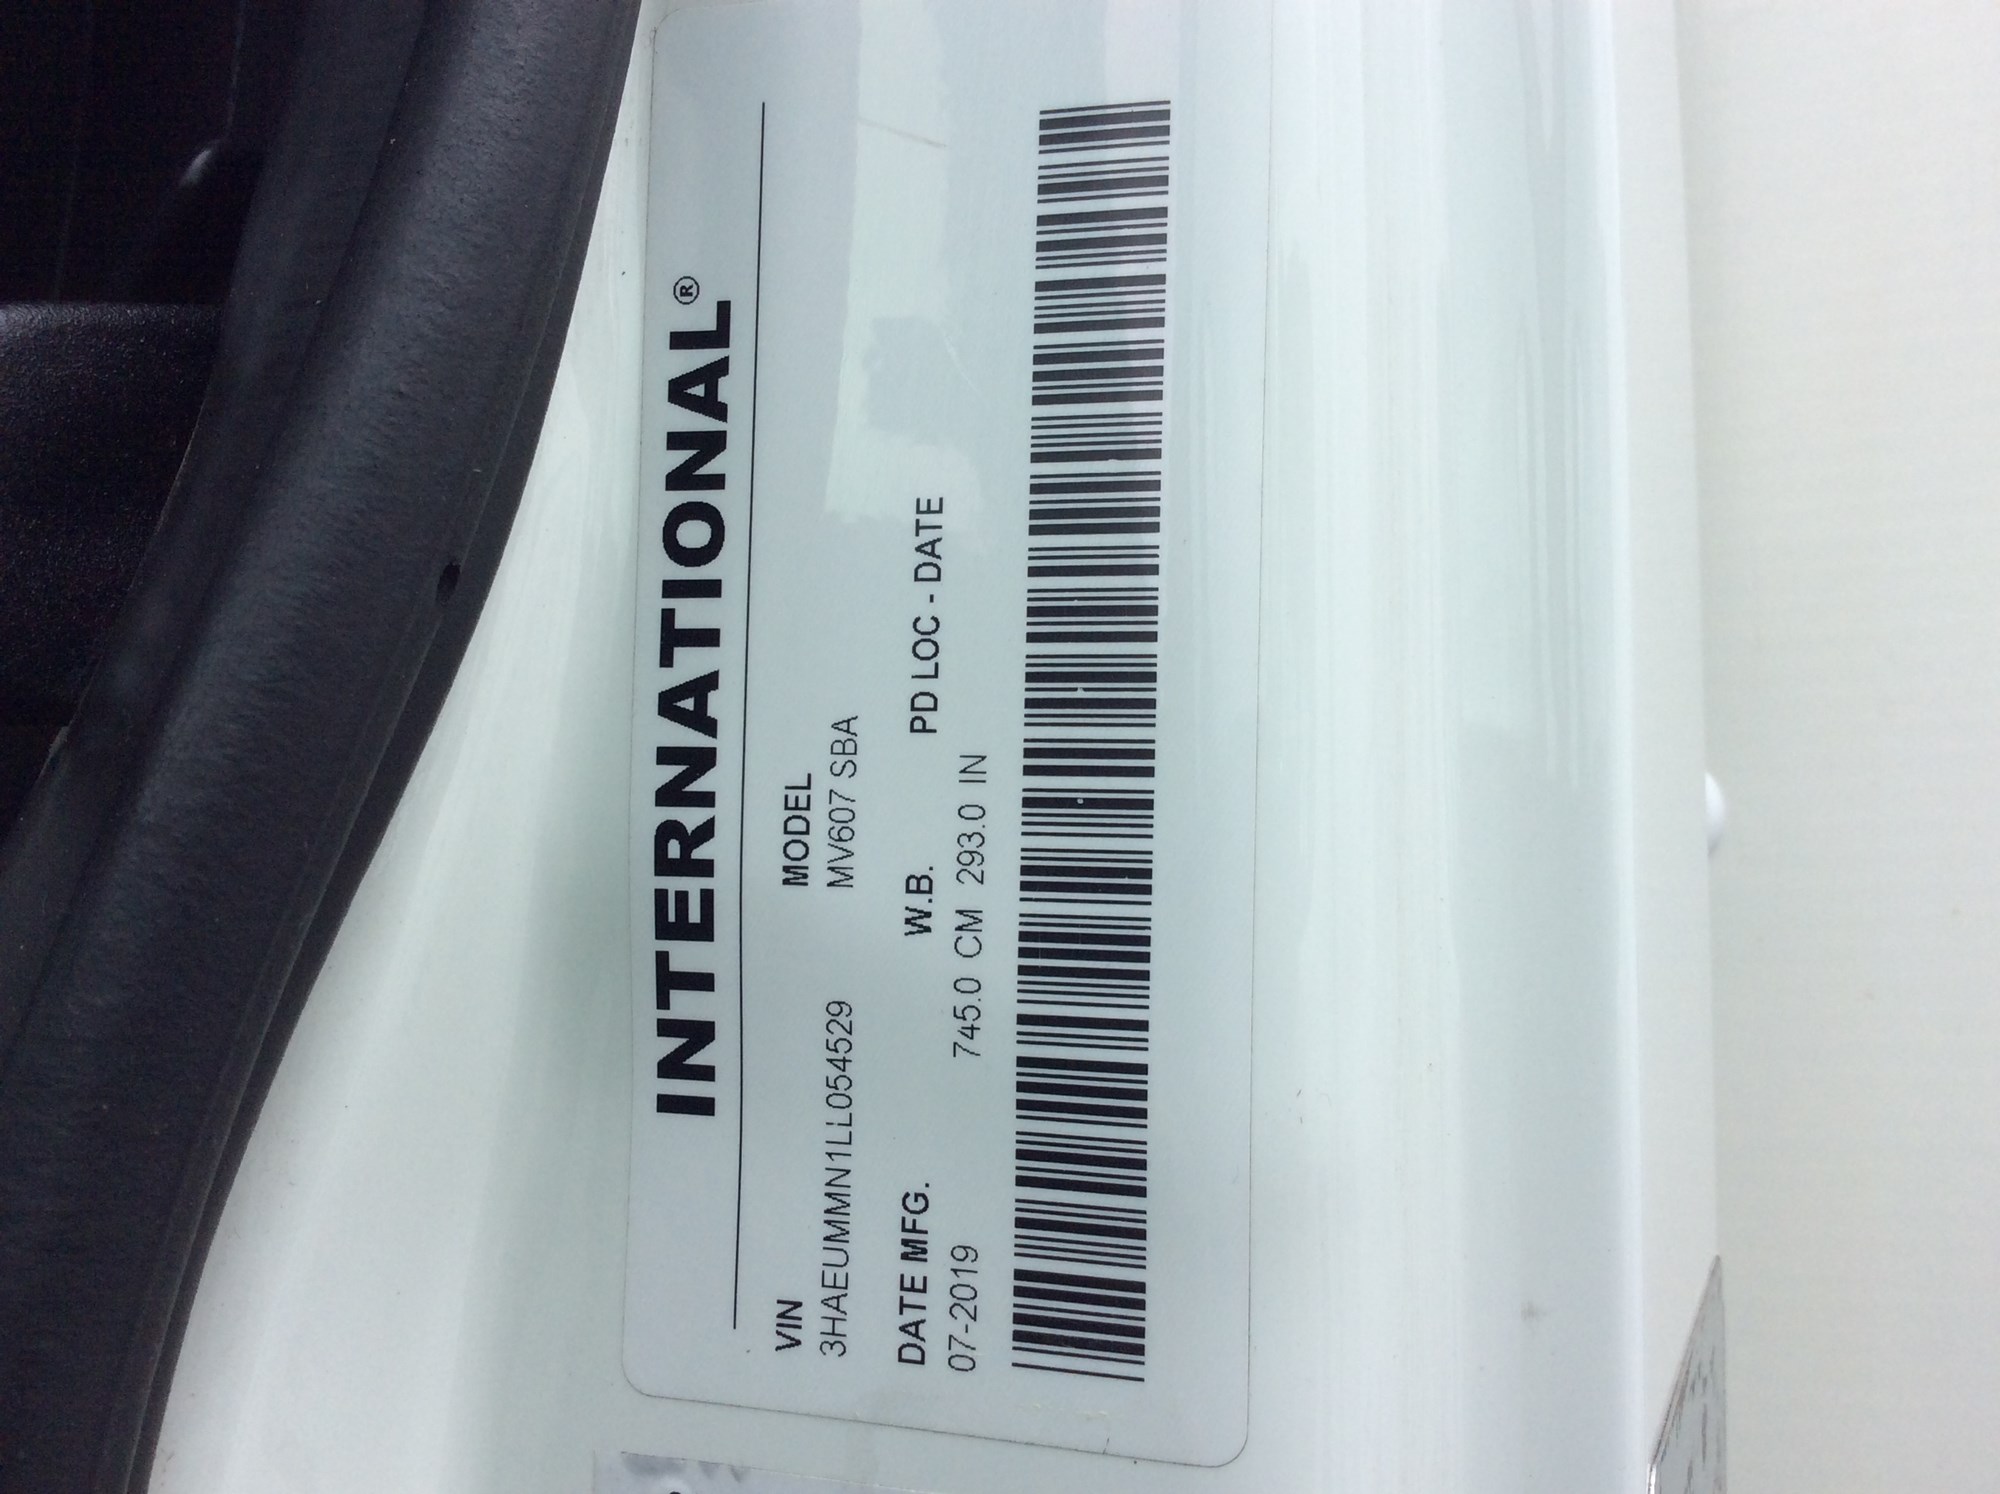 INTERNATIONAL®
VIN MODEL
3HAEUMMN1LL054529 MV607 SBA
DATE MFG. W.B. PD LOC - DATE
07-2019 745.0 CM 293.0 IN